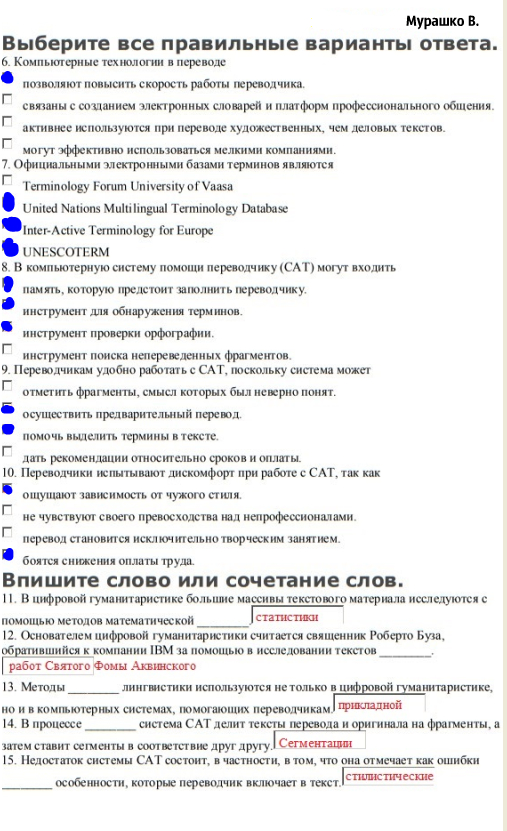 Мурашко В.
Выберите все правильные варианты ответа.
6. Компьютерные технологии в переводе
позволяют повысить скорость работы переводчика.
связаны с созданием электронных словарей и платформ профессионального общения.
активнее используются при переводе художественных, чем деловых текстов.
могут эффективно использоваться мелкими компаниями.
7. Официальными электронными базами терминов являются
Terminology Forum University of Vaasa
United Nations Multilingual Terminology Database
Inter-Active Terminology for Europe
UNESCOTERM
8. В компьютерную систему помощи переводчику (CAT) могут входить
память, которую предстоит заполнить переводчику.
инструмент для обнаружения терминов.
инструмент проверки орфографии.
инструмент поиска непереведенных фрагментов.
9. Переводчикам удобно работать с CAT, поскольку система может
отметить фрагменты, смысл которых был неверно понят.
осуществить предварительный перевод.
помочь выделить термины в тексте.
дать рекомендации относительно сроков и оплаты.
10. Переводчики испытывают дискомфорт при работе с CAT, так как
ощущают зависимость от чужого стиля.
не чувствуют своего превосходства над непрофессионалами.
перевод становится исключительно творческим занятием.
боятся снижения оплаты труда.
Впишите слово или сочетание слов.
11. В цифровой гуманитаристике большие массивы текстового материала исследуются с
помощью методов математической ________. статистики
12. Основателем цифровой гуманитаристики считается священник Роберто Буза,
обратившийся к компании IBM за помощью в исследовании текстов ________.
работ Святого Фомы Аквинского
13. Методы ________ лингвистики используются не только в цифровой гуманитаристике,
но и в компьютерных системах, помогающих переводчикам. прикладной
14. В процессе ________ система CAT делит тексты перевода и оригинала на фрагменты, а
затем ставит сегменты в соответствие друг другу. Сегментации
15. Недостаток системы CAT состоит, в частности, в том, что она отмечает как ошибки
________ особенности, которые переводчик включает в текст. стилистические